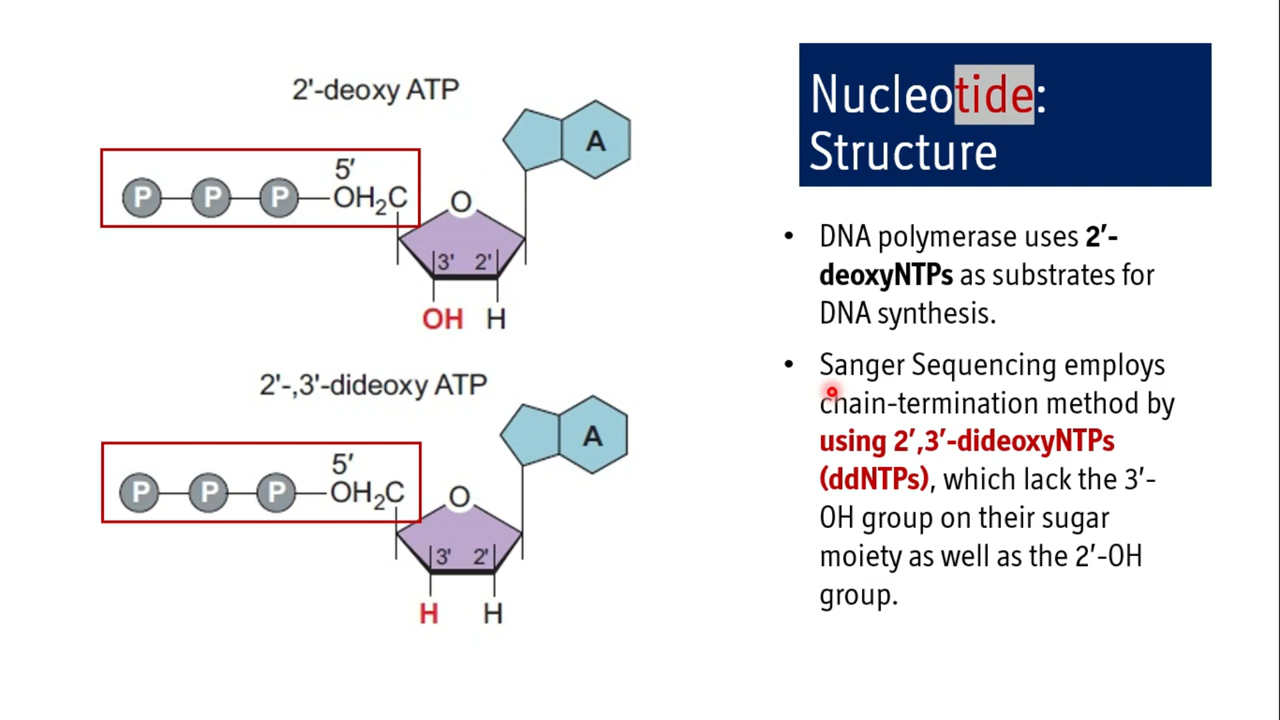 2'-deoxy ATP
A
P P P 5' OH₂C
O
3' 2'
OH H
2'-,3'-dideoxy ATP
A
P P P 5' OH₂C
O
3' 2'
H H
Nucleotide:
Structure
• DNA polymerase uses 2′-
deoxyNTPs as substrates for
DNA synthesis.
• Sanger Sequencing employs
chain-termination method by
using 2′,3′-dideoxyNTPs
(ddNTPs), which lack the 3′-
OH group on their sugar
moiety as well as the 2′-OH
group.